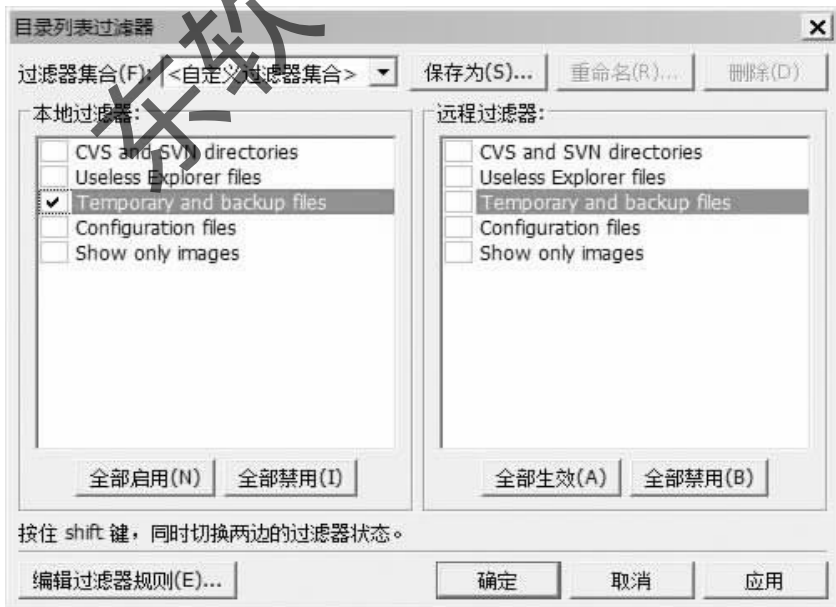 目录列表过滤器
过滤器集合(F): <自定义过滤器集合> 保存为(S)... 重命名(R)... 删除(D)
本地过滤器:
CVS and SVN directories
Useless Explorer files
Temporary and backup files
Configuration files
Show only images
全部启用(N) 全部禁用(I)
远程过滤器:
CVS and SVN directories
Useless Explorer files
Temporary and backup files
Configuration files
Show only images
全部生效(A) 全部禁用(B)
按住 shift 键，同时切换两边的过滤器状态。
编辑过滤器规则(E)... 确定 取消 应用
东软